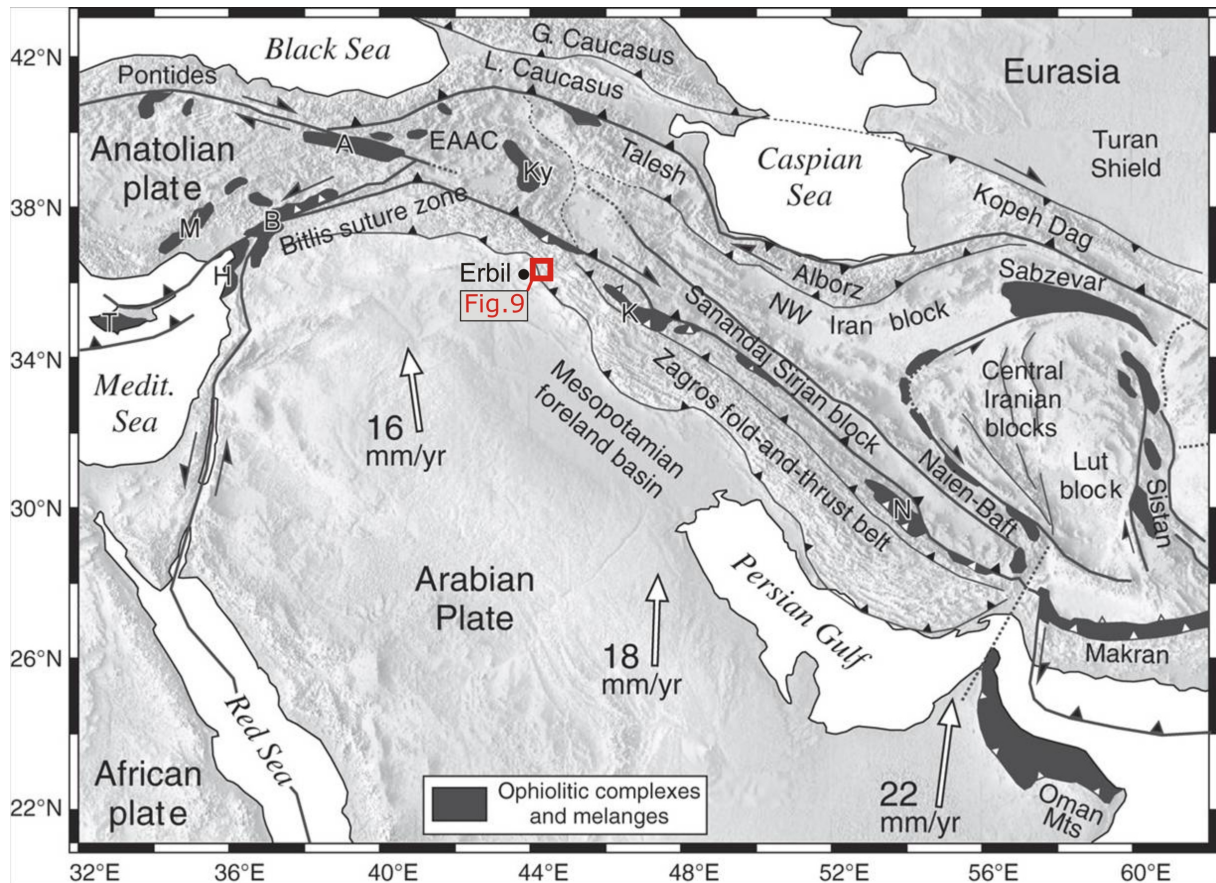 Black Sea
G. Caucasus
L. Caucasus
Eurasia
Pontides
Turan
Shield
Anatolian
plate
A
EAAC
Ky
Talesh
Caspian
Sea
Kopeh Dag
M
B
Bitlis suture zone
H
T
Erbil
Fig.9
K
Alborz
NW
Iran block
Sabzevar
Sanandaj Sirjan block
Central
Iranian
blocks
Medit.
Sea
16
mm/yr
Mesopotamian
foreland basin
Zagros fold-and-thrust belt
N
Naien-Baft
Lut
block
Sistan
Arabian
Plate
18
mm/yr
Persian Gulf
Makran
Red Sea
African
plate
22
mm/yr
Oman
Mts
Ophiolitic complexes
and melanges
42°N
38°N
34°N
30°N
26°N
22°N
32°E 36°E 40°E 44°E 48°E 52°E 56°E 60°E